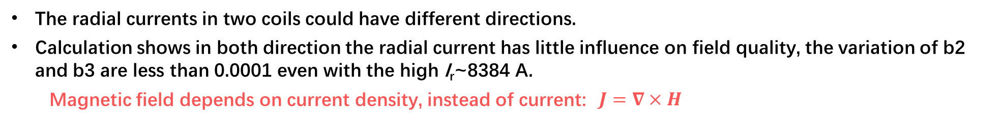 • The radial currents in two coils could have different directions.
• Calculation shows in both direction the radial current has little influence on field quality, the variation of b2
and b3 are less than 0.0001 even with the high Iᵣ~8384 A.
Magnetic field depends on current density, instead of current: J = ∇ × H